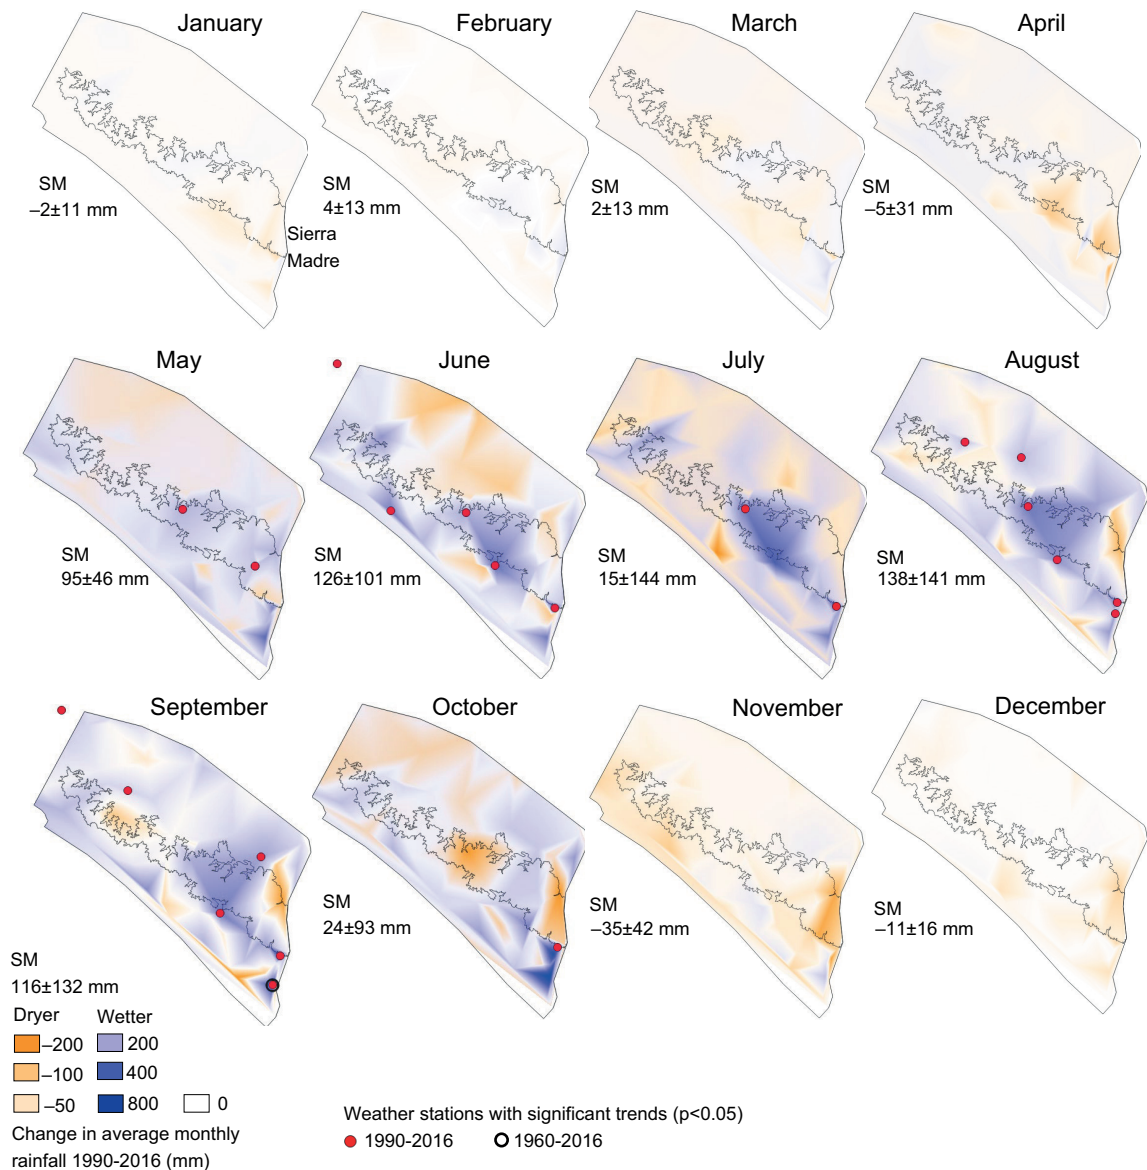 January
February
March
April
SM
–2±11 mm
SM
4±13 mm
SM
2±13 mm
SM
–5±31 mm
Sierra
Madre
May
June
July
August
SM
95±46 mm
SM
126±101 mm
SM
15±144 mm
SM
138±141 mm
September
October
November
December
SM
116±132 mm
SM
24±93 mm
SM
–35±42 mm
SM
–11±16 mm
Dryer
Wetter
–200
200
–100
400
–50
800
0
Change in average monthly
rainfall 1990-2016 (mm)
Weather stations with significant trends (p<0.05)
1990-2016
1960-2016